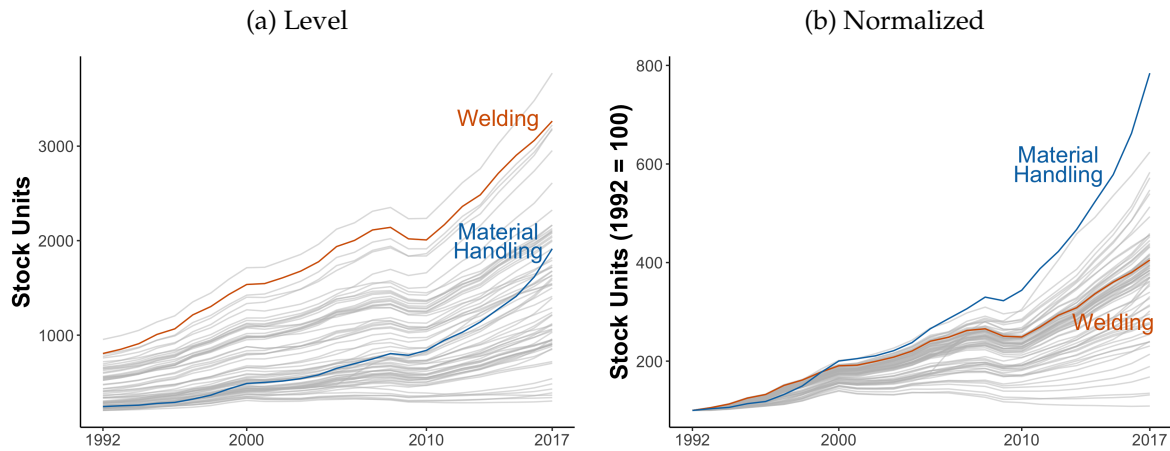 (a) Level
Stock Units
3000
2000
1000
Welding
Material
Handling
1992
2000
2010
2017
(b) Normalized
Stock Units (1992 = 100)
800
600
400
200
Material
Handling
Welding
1992
2000
2010
2017